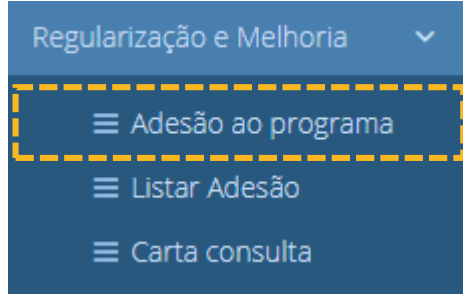 Regularização e Melhoria
Adesão ao programa
Listar Adesão
Carta consulta